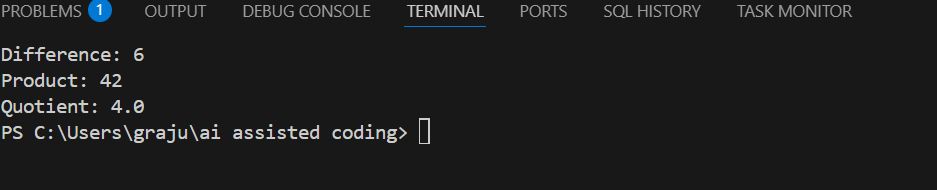 PROBLEMS 1 OUTPUT DEBUG CONSOLE TERMINAL PORTS SQL HISTORY TASK MONITOR
Difference: 6
Product: 42
Quotient: 4.0
PS C:\Users\graju\ai assisted coding>